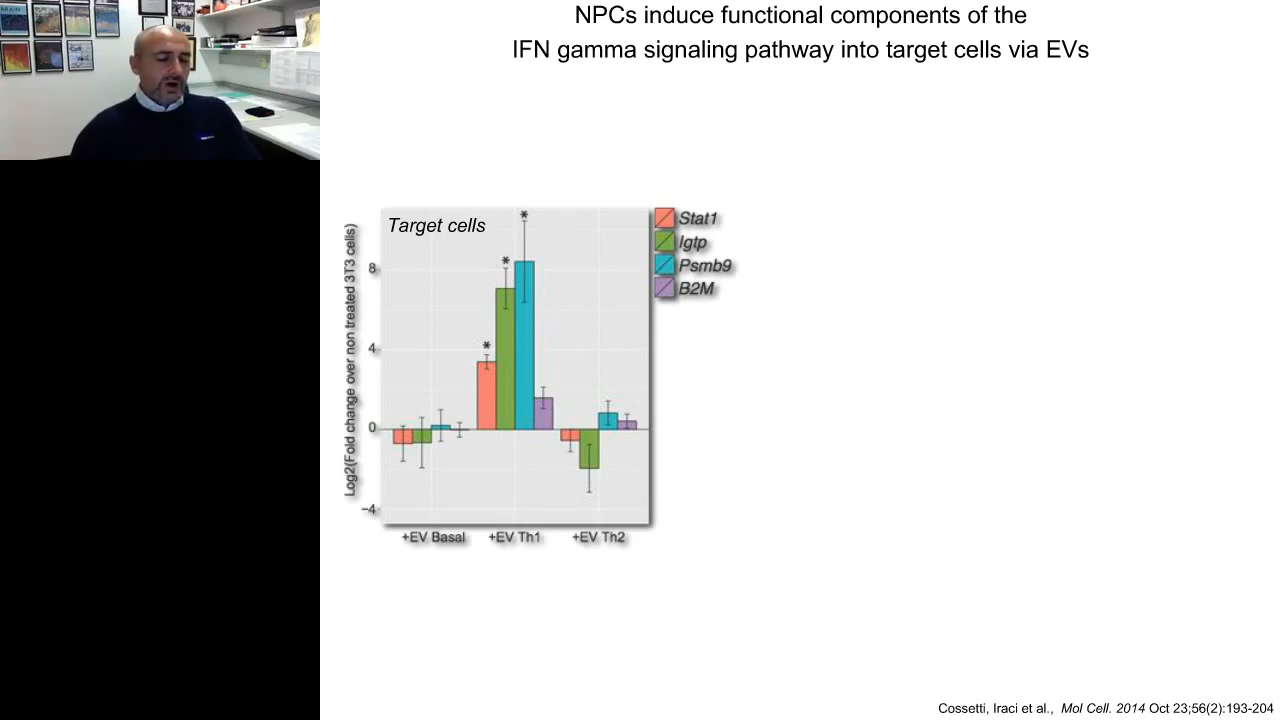 NPCs induce functional components of the
IFN gamma signaling pathway into target cells via EVs
Target cells
Log2(Fold change over non treated 3T3 cells)
8
4
0
−4
+EV Basal
+EV Th1
+EV Th2
*
*
*
Stat1
Igtp
Psmb9
B2M
Cossetti, Iraci et al., Mol Cell. 2014 Oct 23;56(2):193-204